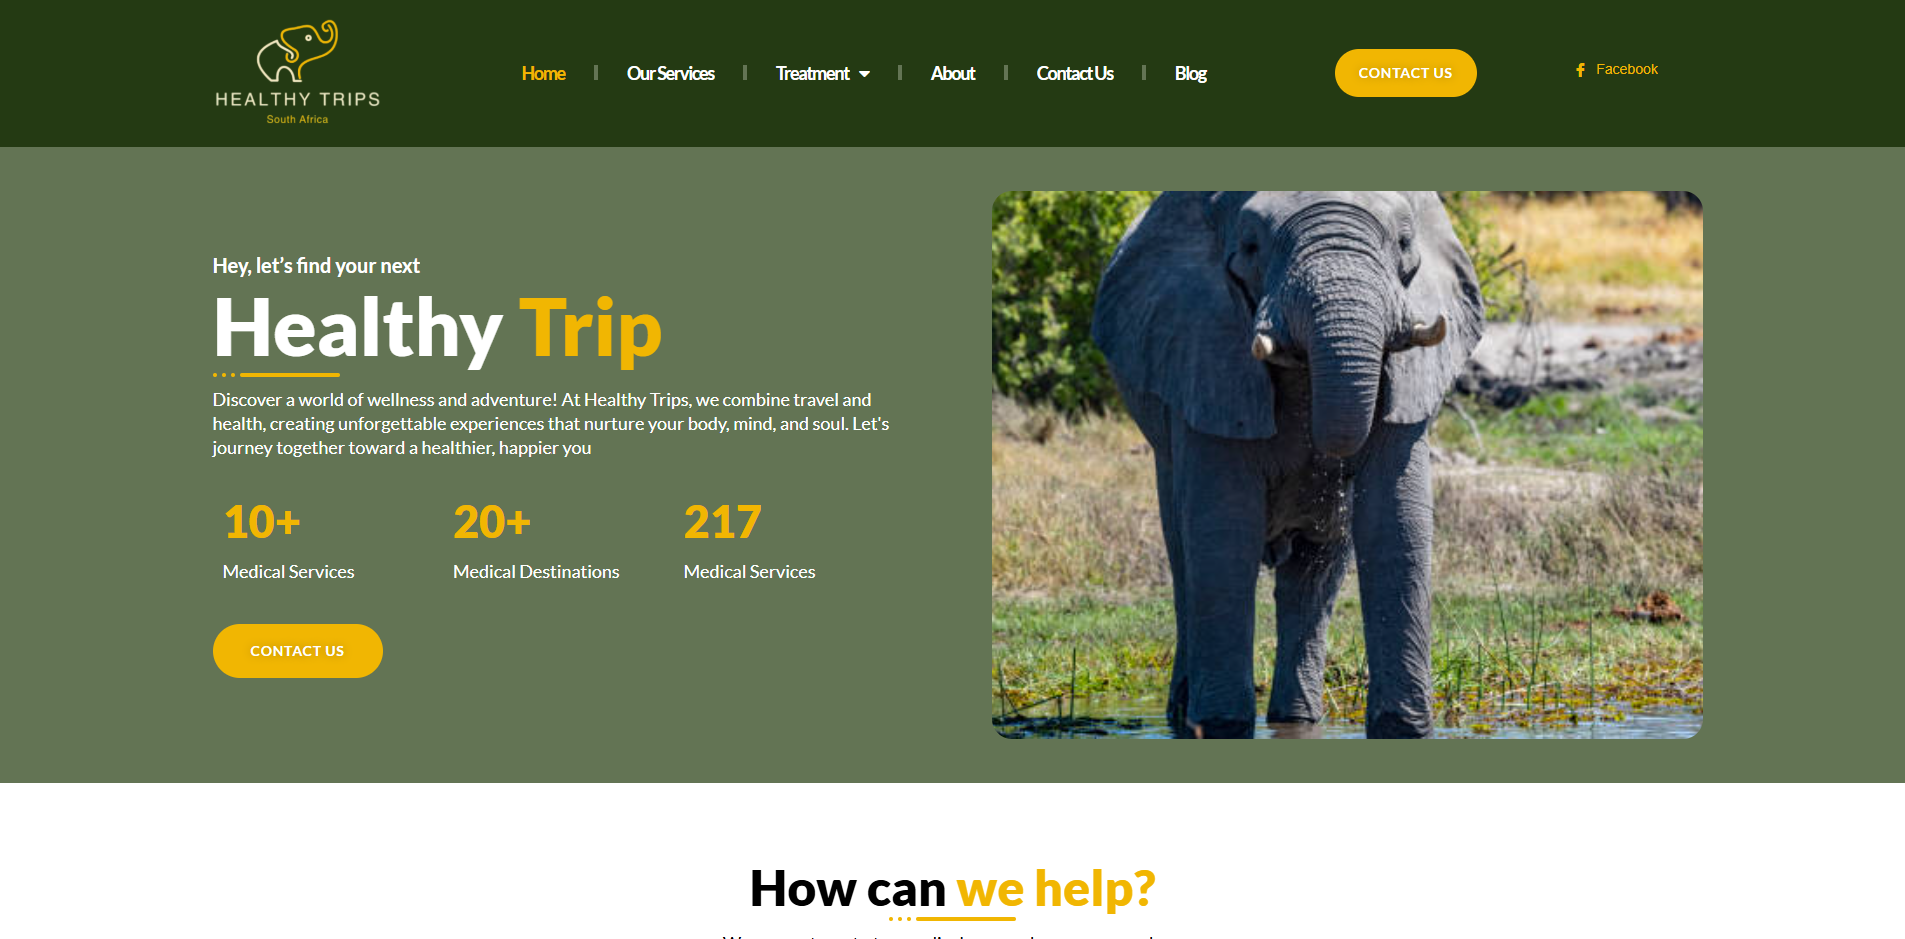 HEALTHY TRIPS
South Africa
Home
Our Services
Treatment
About
Contact Us
Blog
CONTACT US
Facebook
Hey, let’s find your next
Healthy Trip
Discover a world of wellness and adventure! At Healthy Trips, we combine travel and
health, creating unforgettable experiences that nurture your body, mind, and soul. Let's
journey together toward a healthier, happier you
10+
Medical Services
20+
Medical Destinations
217
Medical Services
CONTACT US
How can we help?